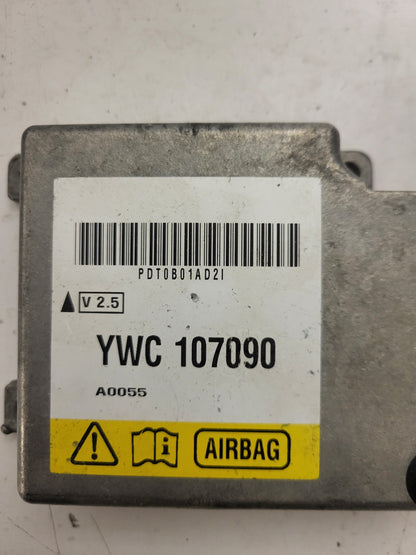 PDT0B01AD2I
V 2.5
YWC 107090
A0055
i AIRBAG